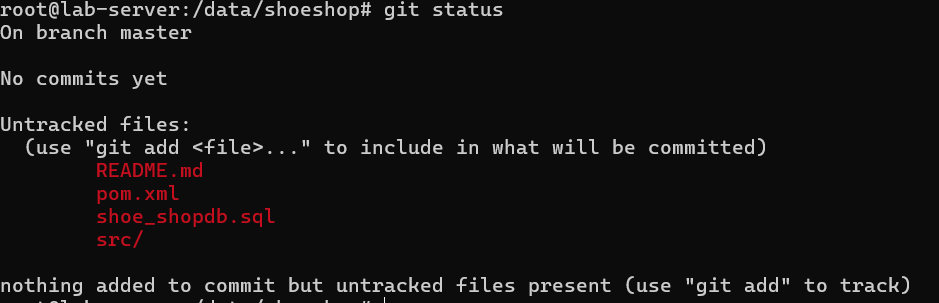 root@lab-server:/data/shoeshop# git status
On branch master
No commits yet
Untracked files:
(use "git add <file>..." to include in what will be committed)
README.md
pom.xml
shoe_shopdb.sql
src/
nothing added to commit but untracked files present (use "git add" to track)